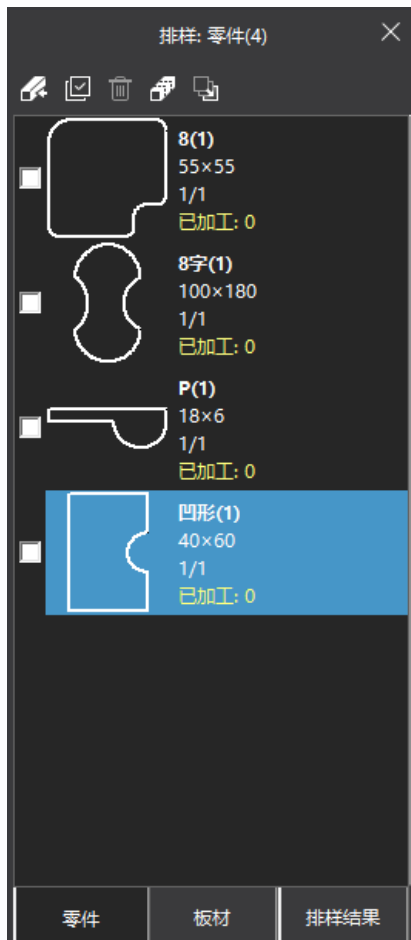 排样: 零件(4)
8(1)
55×55
1/1
已加工: 0
8字(1)
100×180
1/1
已加工: 0
P(1)
18×6
1/1
已加工: 0
凹形(1)
40×60
1/1
已加工: 0
零件
板材
排样结果